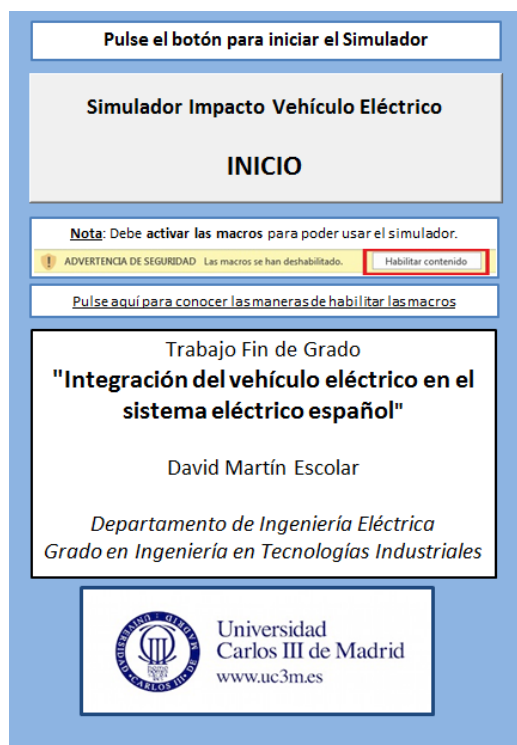 Pulse el botón para iniciar el Simulador
Simulador Impacto Vehículo Eléctrico
INICIO
Nota: Debe activar las macros para poder usar el simulador.
ADVERTENCIA DE SEGURIDAD Las macros se han deshabilitado. Habilitar contenido
Pulse aquí para conocer las maneras de habilitar las macros
Trabajo Fin de Grado
"Integración del vehículo eléctrico en el
sistema eléctrico español"
David Martín Escolar
Departamento de Ingeniería Eléctrica
Grado en Ingeniería en Tecnologías Industriales
Universidad
Carlos III de Madrid
www.uc3m.es